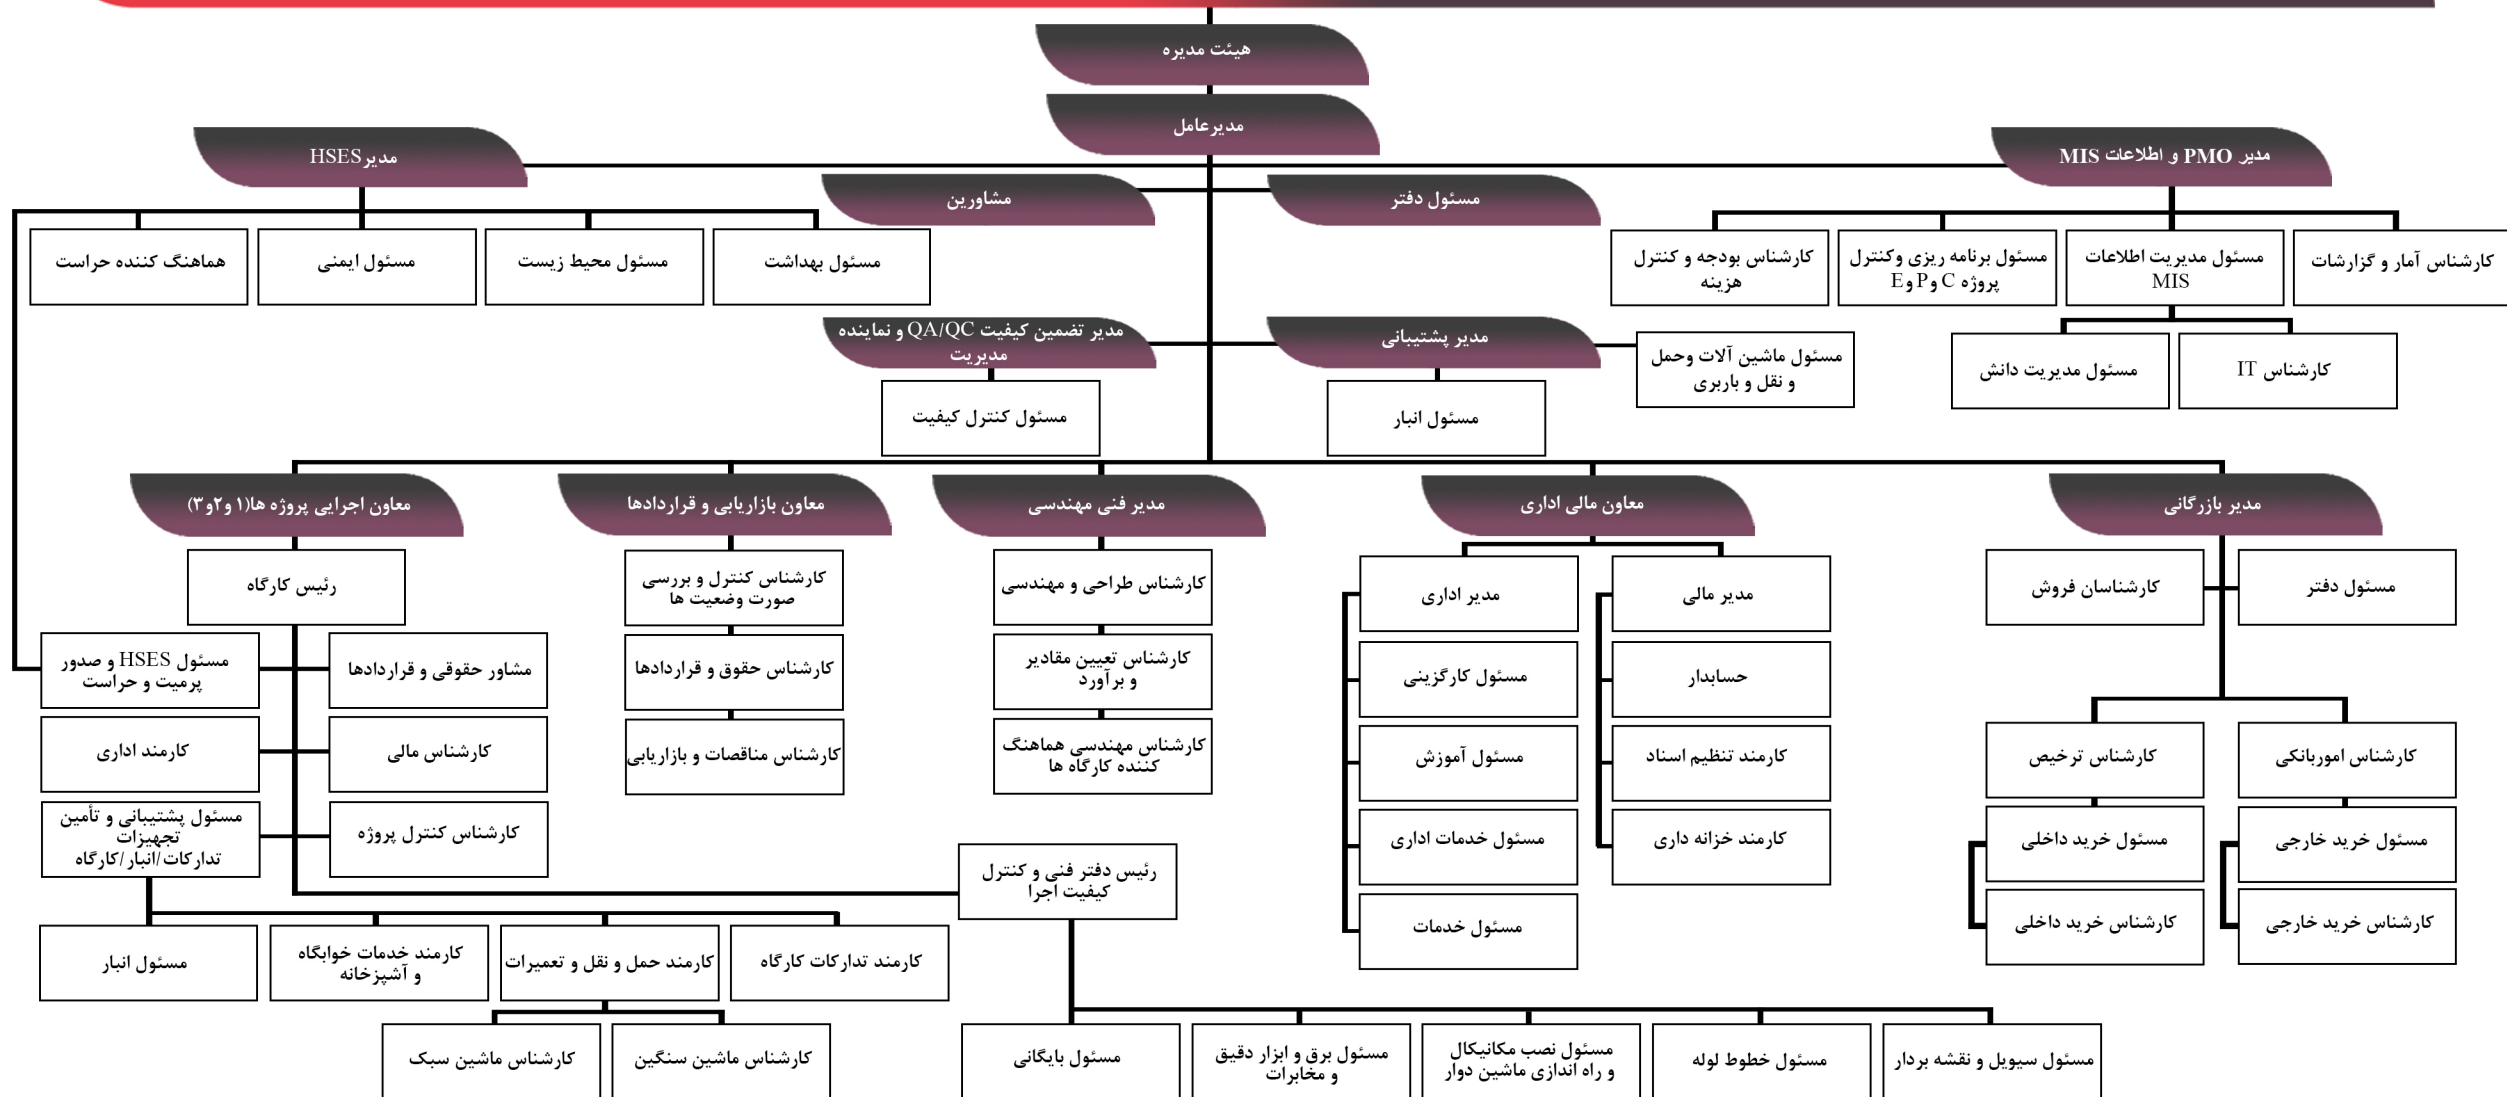 هیئت مدیره
مدیرعامل
مدیر PMO و اطلاعات MIS
مدیرHSES
مسئول دفتر
مشاورین
کارشناس آمار و گزارشات
مسئول مدیریت اطلاعات
MIS
مسئول برنامه ریزی وکنترل
پروژه C و P و E
کارشناس بودجه و کنترل
هزینه
مسئول بهداشت
مسئول محیط زیست
مسئول ایمنی
هماهنگ کننده حراست
کارشناس IT
مسئول مدیریت دانش
مسئول ماشین آلات وحمل
و نقل و باربری
مدیر پشتیبانی
مدیر تضمین کیفیت QA/QC و نماینده
مدیریت
مسئول انبار
مسئول کنترل کیفیت
مدیر بازرگانی
معاون مالی اداری
مدیر فنی مهندسی
معاون بازاریابی و قراردادها
معاون اجرایی پروژه ها(۱ و۲و ۳)
مسئول دفتر
کارشناسان فروش
کارشناس اموربانکی
کارشناس ترخیص
مسئول خرید خارجی
مسئول خرید داخلی
کارشناس خرید خارجی
کارشناس خرید داخلی
مدیر مالی
مدیر اداری
حسابدار
مسئول کارگزینی
کارمند تنظیم اسناد
مسئول آموزش
کارمند خزانه داری
مسئول خدمات اداری
مسئول خدمات
کارشناس طراحی و مهندسی
کارشناس تعیین مقادیر
و برآورد
کارشناس مهندسی هماهنگ
کننده کارگاه ها
کارشناس کنترل و بررسی
صورت وضعیت ها
کارشناس حقوق و قراردادها
کارشناس مناقصات و بازاریابی
رئیس کارگاه
مشاور حقوقی و قراردادها
مسئول HSES و صدور
پرمیت و حراست
کارشناس مالی
کارمند اداری
کارشناس کنترل پروژه
مسئول پشتیبانی و تأمین
تجهیزات
تدارکات/انبار/کارگاه
رئیس دفتر فنی و کنترل
کیفیت اجرا
کارمند تدارکات کارگاه
کارمند حمل و نقل و تعمیرات
کارمند خدمات خوابگاه
و آشپزخانه
مسئول انبار
مسئول سیویل و نقشه بردار
مسئول خطوط لوله
مسئول نصب مکانیکال
و راه اندازی ماشین دوار
مسئول برق و ابزار دقیق
و مخابرات
مسئول بایگانی
کارشناس ماشین سنگین
کارشناس ماشین سبک